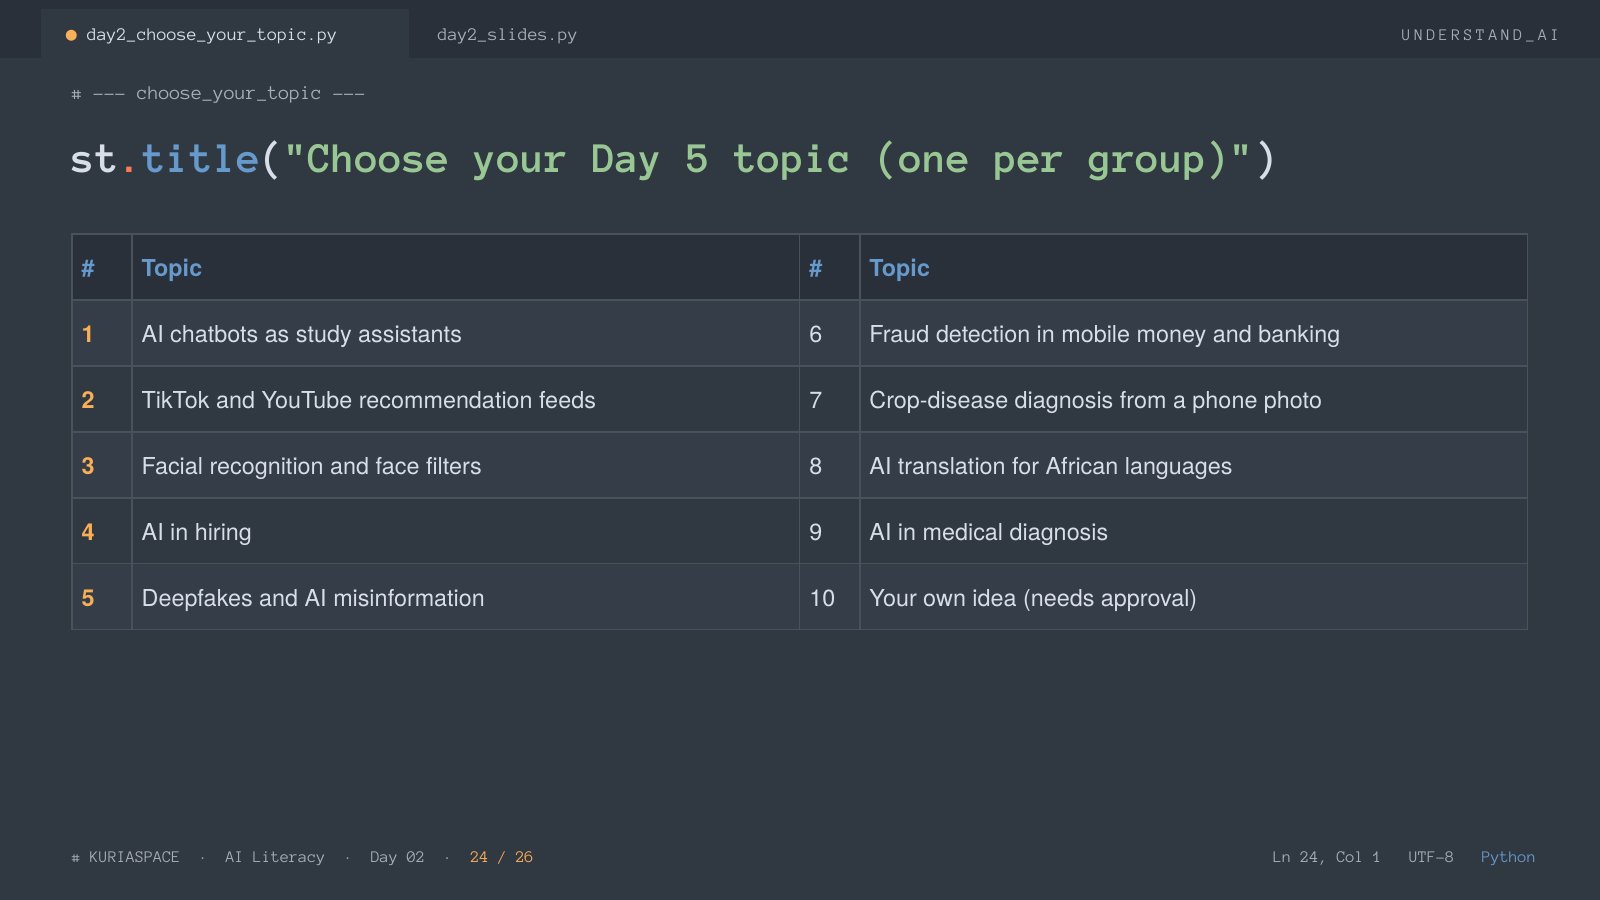 day2_choose_your_topic.py day2_slides.py UNDERSTAND_AI
# --- choose_your_topic ---
st.title("Choose your Day 5 topic (one per group)")
# Topic # Topic
1 AI chatbots as study assistants 6 Fraud detection in mobile money and banking
2 TikTok and YouTube recommendation feeds 7 Crop-disease diagnosis from a phone photo
3 Facial recognition and face filters 8 AI translation for African languages
4 AI in hiring 9 AI in medical diagnosis
5 Deepfakes and AI misinformation 10 Your own idea (needs approval)
# KURIASPACE · AI Literacy · Day 02 · 24 / 26 Ln 24, Col 1 UTF-8 Python